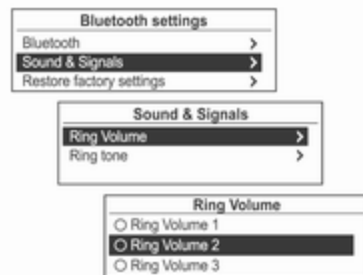 Bluetooth settings
Bluetooth
Sound & Signals
Restore factory settings
Sound & Signals
Ring Volume
Ring tone
Ring Volume
Ring Volume 1
Ring Volume 2
Ring Volume 3